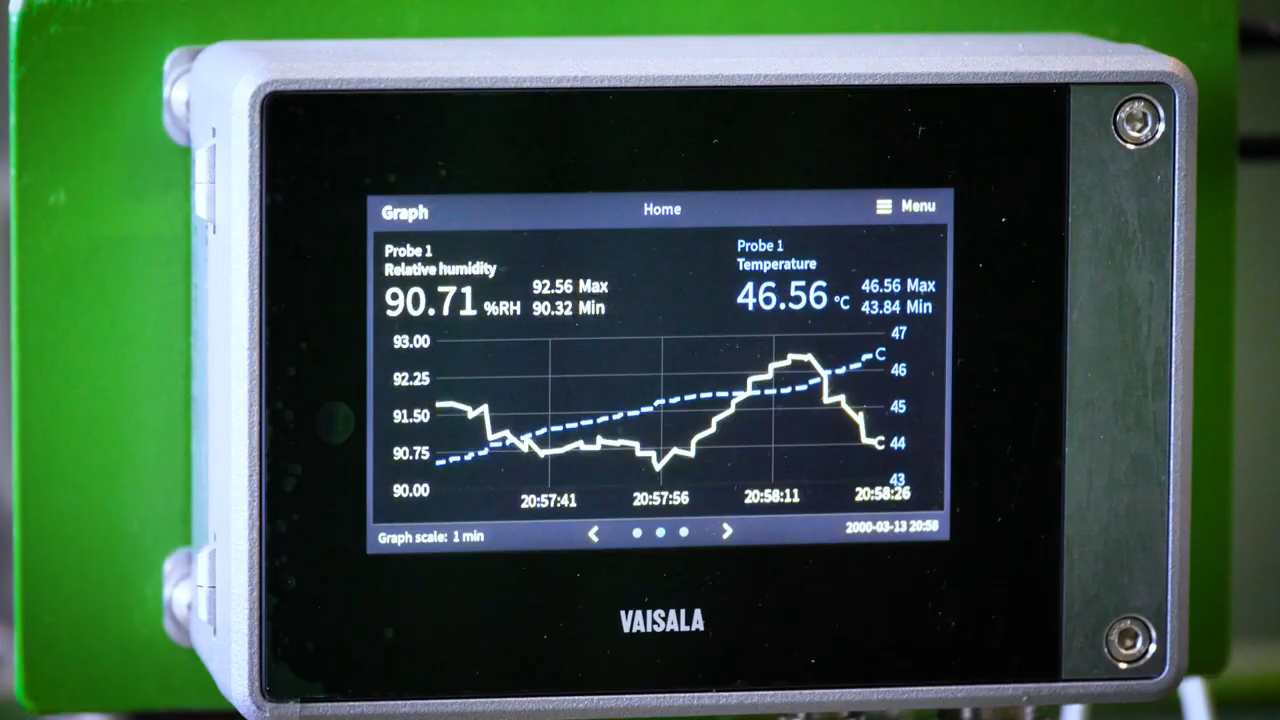 Graph Home Menu
Probe 1
Relative humidity
90.71 %RH
92.56 Max
90.32 Min
Probe 1
Temperature
46.56 °C
46.56 Max
43.84 Min
93.00
92.25
91.50
90.75
90.00
47
C
46
45
C 44
43
20:57:41 20:57:56 20:58:11 20:58:26
Graph scale: 1 min
2000-03-13 20:58
VAISALA